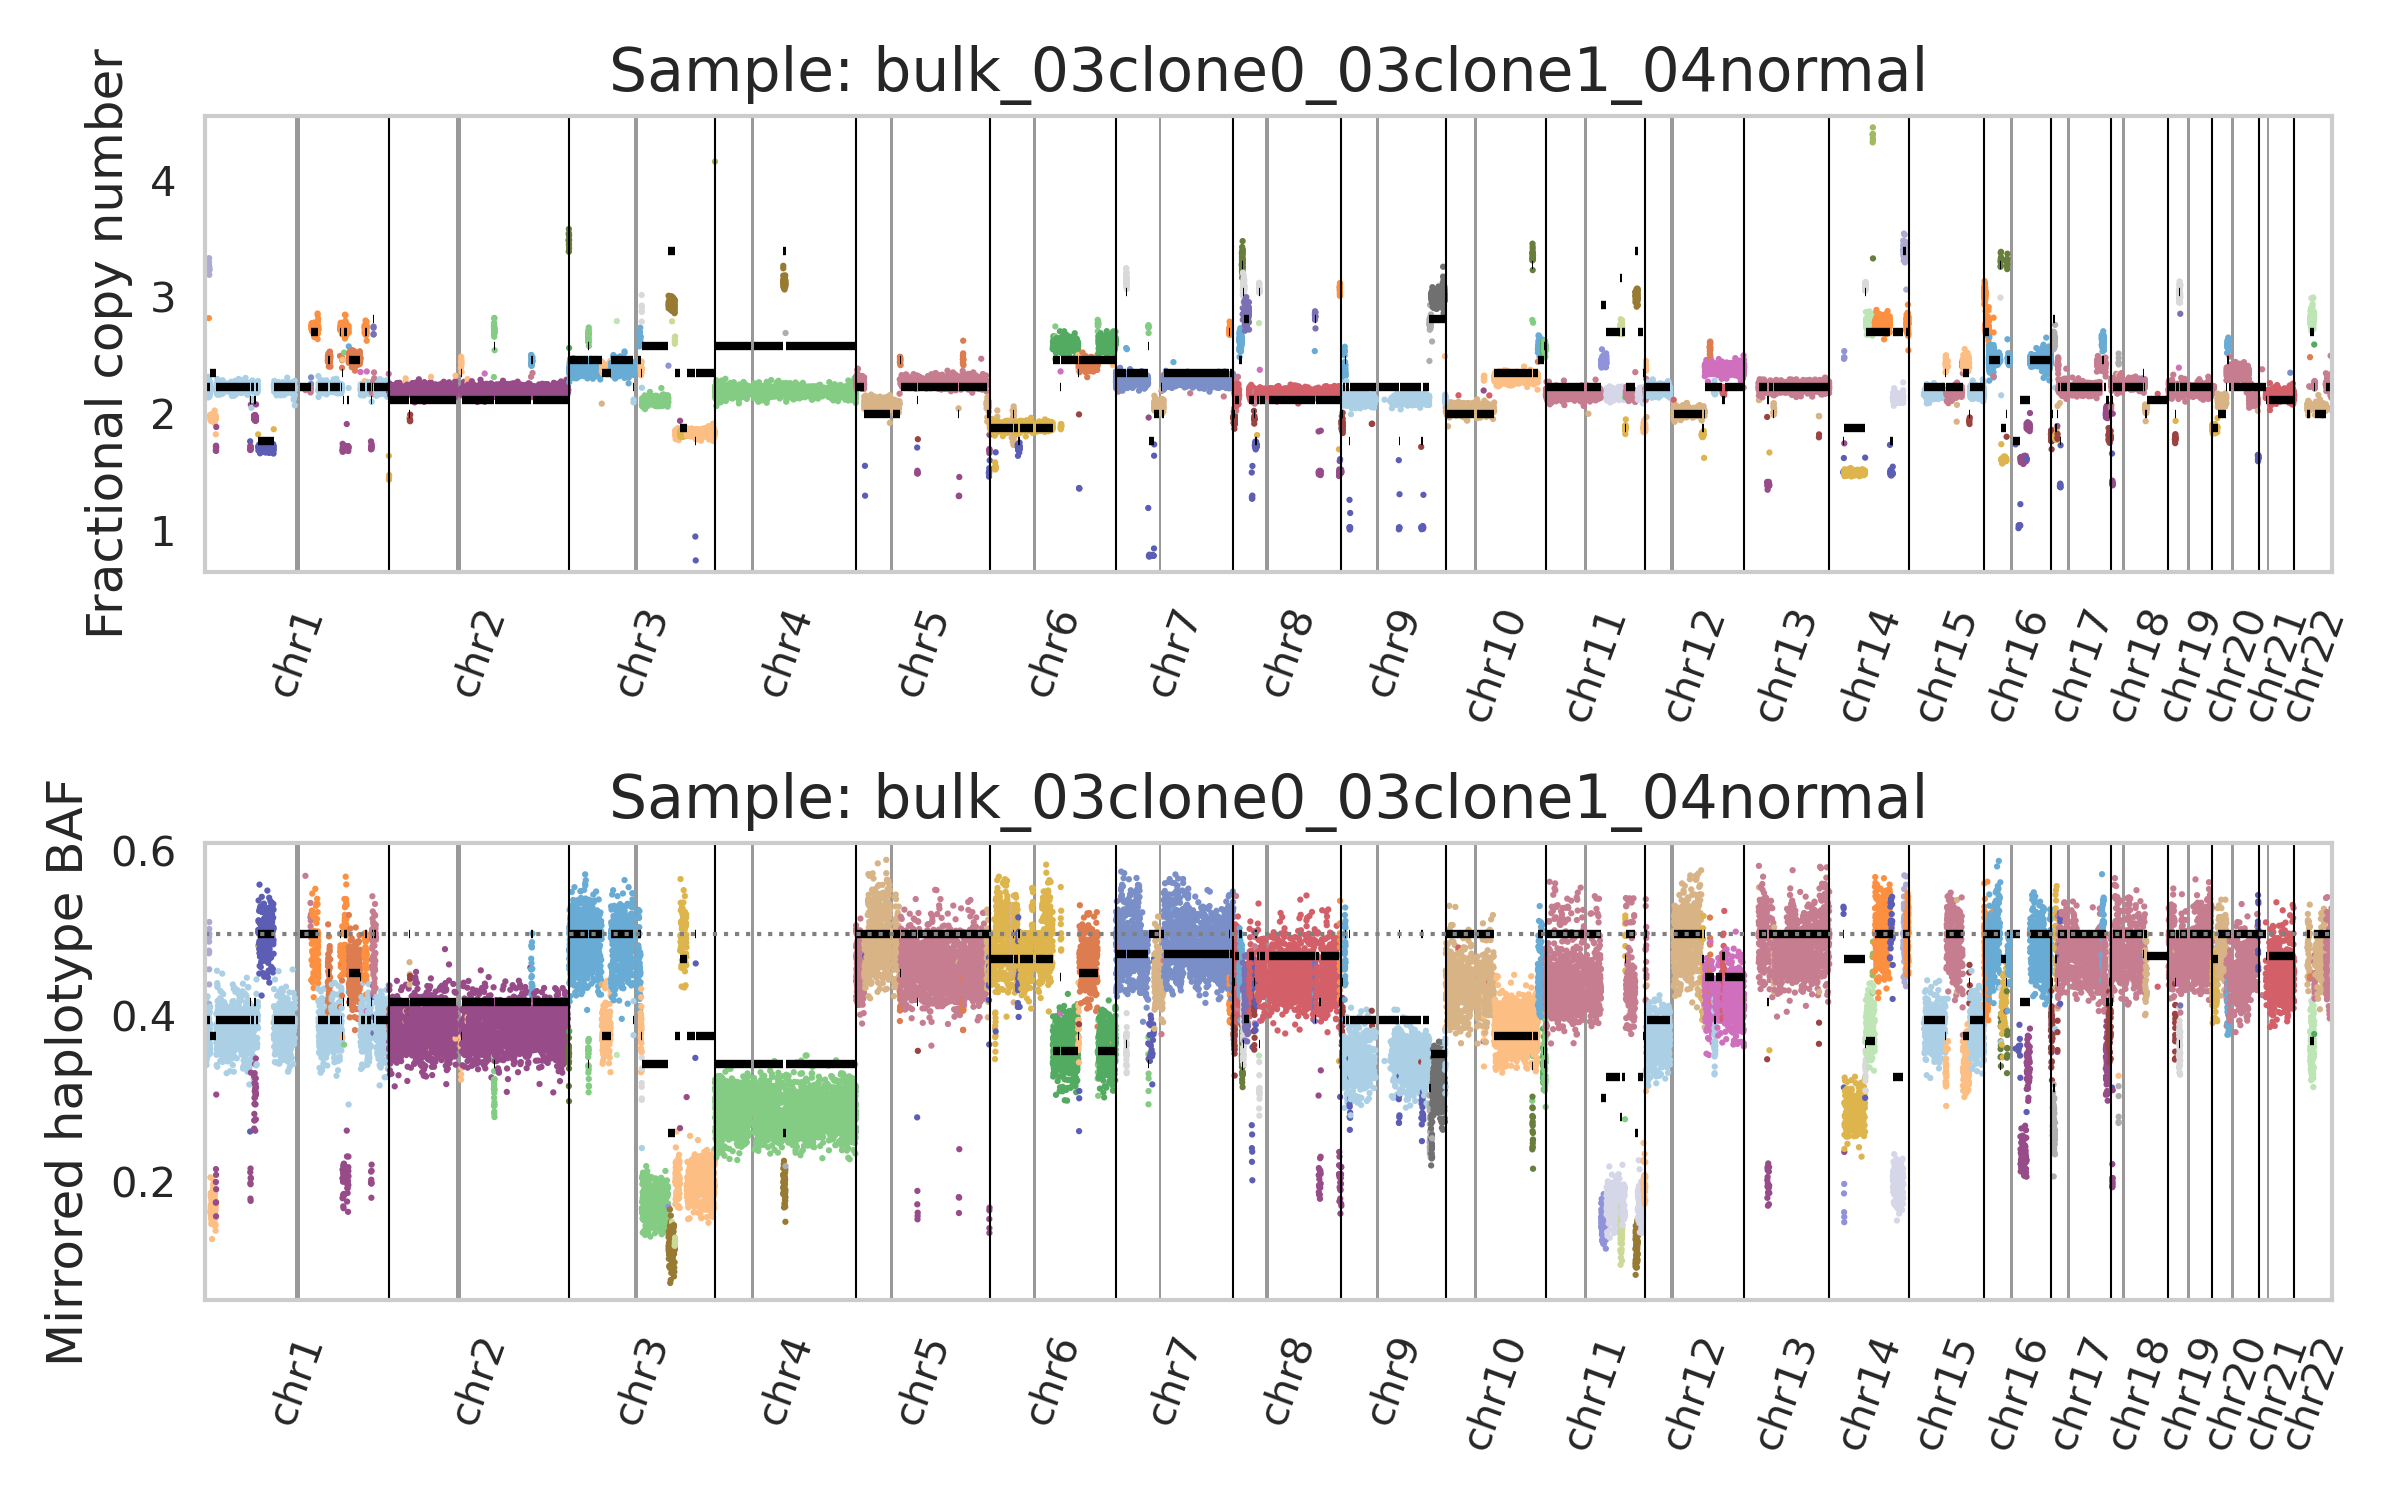 Sample: bulk_03clone0_03clone1_04normal
Fractional copy number
4
3
2
1
chr1 chr2 chr3 chr4 chr5 chr6 chr7 chr8 chr9 chr10 chr11 chr12 chr13 chr14 chr15 chr16 chr17 chr18 chr19 chr20 chr21 chr22
Sample: bulk_03clone0_03clone1_04normal
Mirrored haplotype BAF
0.6
0.4
0.2
chr1 chr2 chr3 chr4 chr5 chr6 chr7 chr8 chr9 chr10 chr11 chr12 chr13 chr14 chr15 chr16 chr17 chr18 chr19 chr20 chr21 chr22